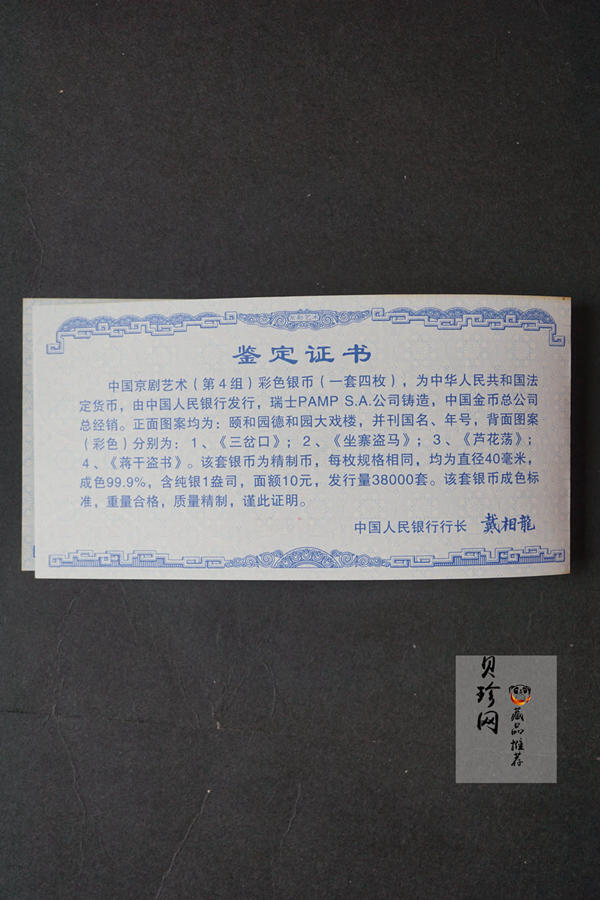 京剧艺术
鉴定证书
中国京剧艺术（第4组）彩色银币（一套四枚），为中华人民共和国法
定货币，由中国人民银行发行，瑞士PAMP S.A.公司铸造，中国金币总公司
总经销。正面图案均为：颐和园德和园大戏楼，并刊国名、年号，背面图案
（彩色）分别为：1、《三岔口》；2、《坐寨盗马》；3、《芦花荡》；
4、《蒋干盗书》。该套银币为精制币，每枚规格相同，均为直径40毫米，
成色99.9%，含纯银1盎司，面额10元，发行量38000套。该套银币成色标
准，重量合格，质量精制，谨此证明。
中国人民银行行长 戴相龍
贝珍网
藏品推荐